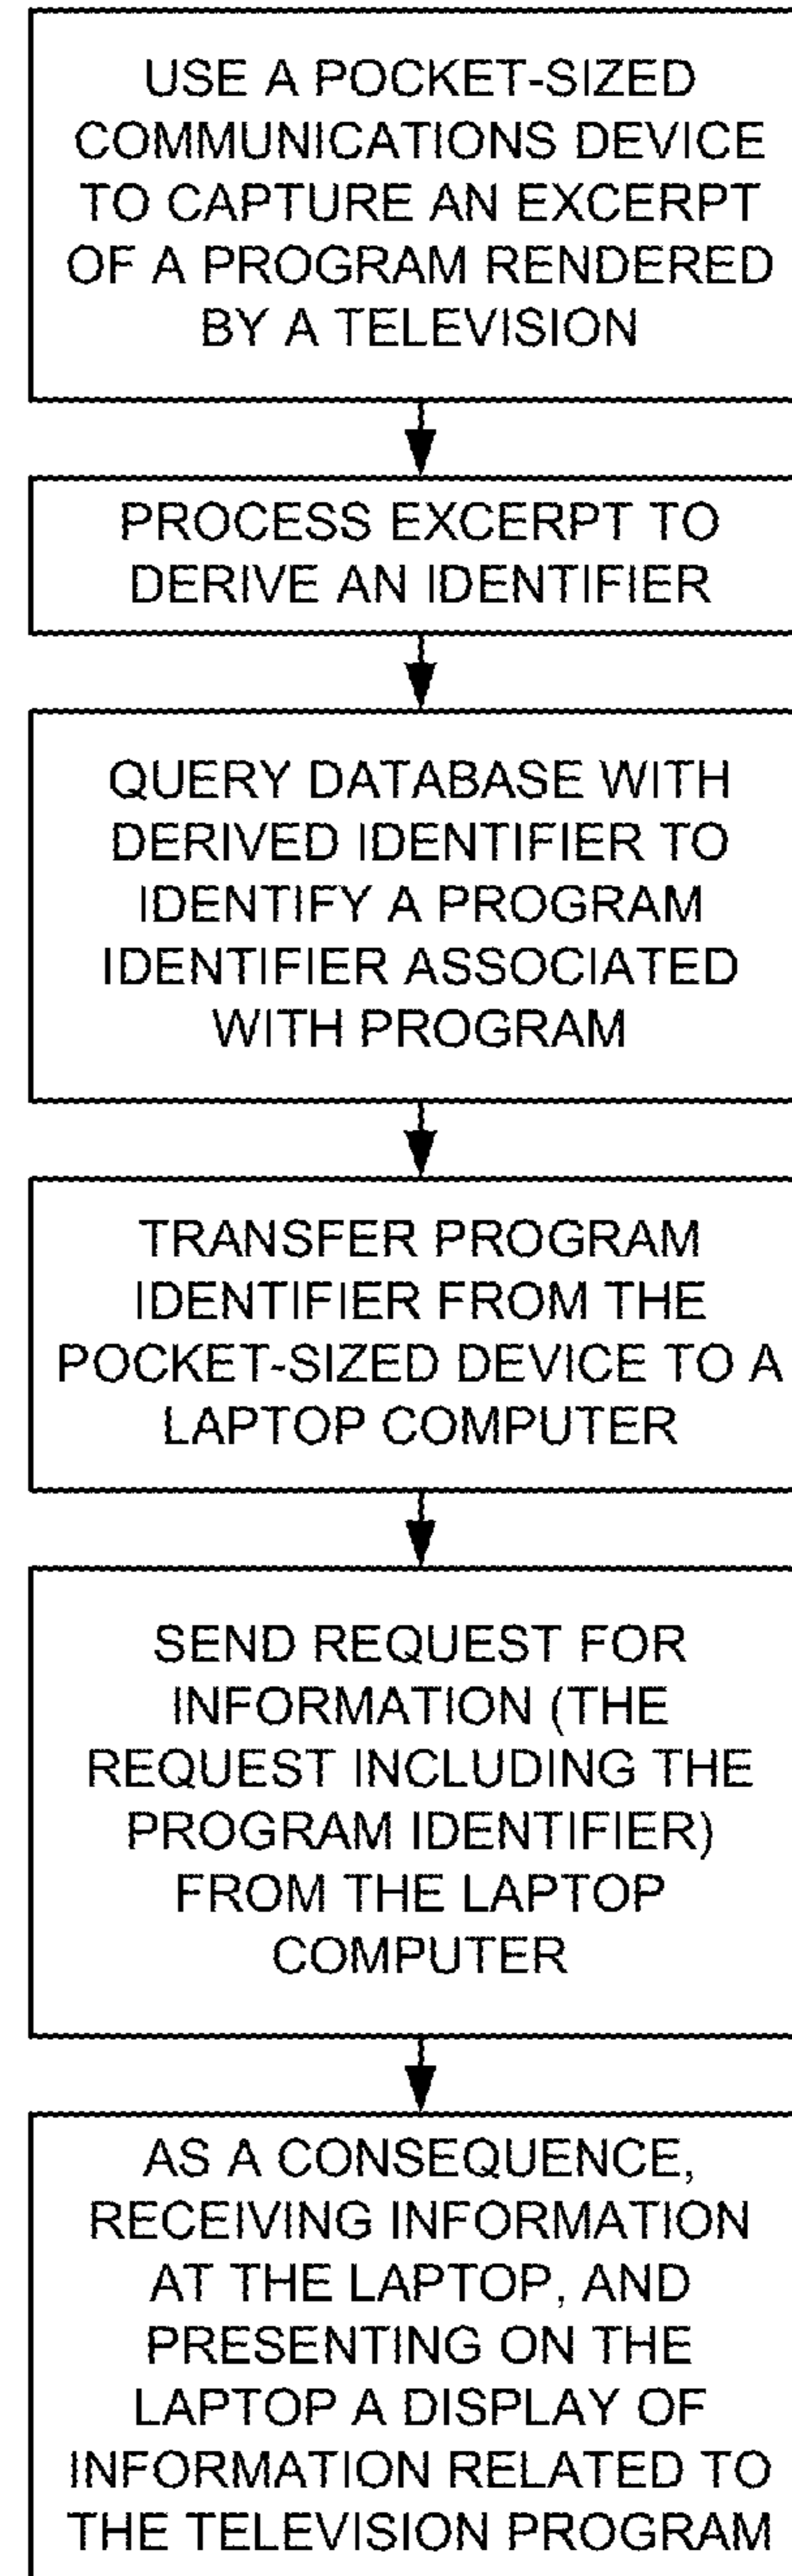 USE A POCKET-SIZED
COMMUNICATIONS DEVICE
TO CAPTURE AN EXCERPT
OF A PROGRAM RENDERED
BY A TELEVISION
PROCESS EXCERPT TO
DERIVE AN IDENTIFIER
QUERY DATABASE WITH
DERIVED IDENTIFIER TO
IDENTIFY A PROGRAM
IDENTIFIER ASSOCIATED
WITH PROGRAM
TRANSFER PROGRAM
IDENTIFIER FROM THE
POCKET-SIZED DEVICE TO A
LAPTOP COMPUTER
SEND REQUEST FOR
INFORMATION (THE
REQUEST INCLUDING THE
PROGRAM IDENTIFIER)
FROM THE LAPTOP
COMPUTER
AS A CONSEQUENCE,
RECEIVING INFORMATION
AT THE LAPTOP, AND
PRESENTING ON THE
LAPTOP A DISPLAY OF
INFORMATION RELATED TO
THE TELEVISION PROGRAM